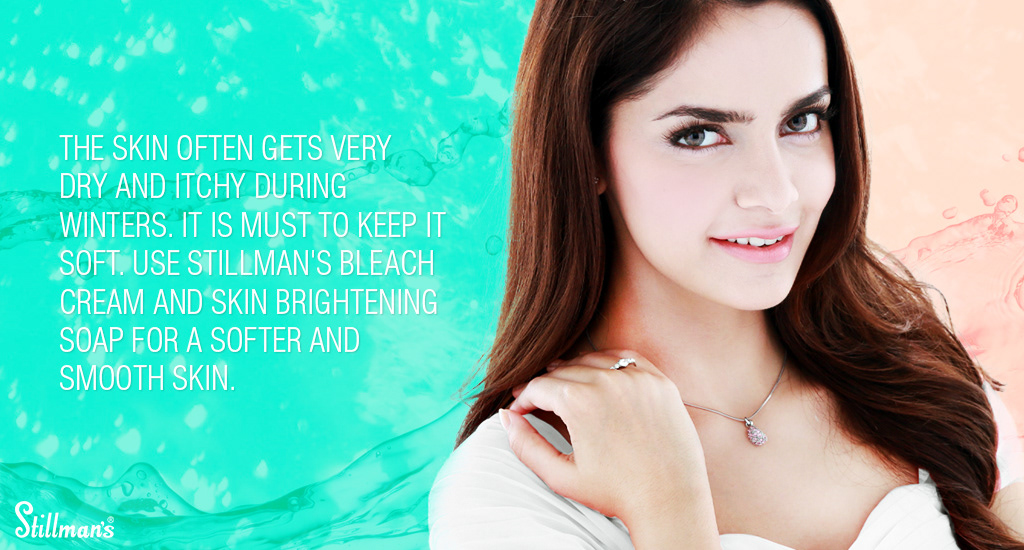 THE SKIN OFTEN GETS VERY
DRY AND ITCHY DURING
WINTERS. IT IS MUST TO KEEP IT
SOFT. USE STILLMAN'S BLEACH
CREAM AND SKIN BRIGHTENING
SOAP FOR A SOFTER AND
SMOOTH SKIN.
Stillman's®